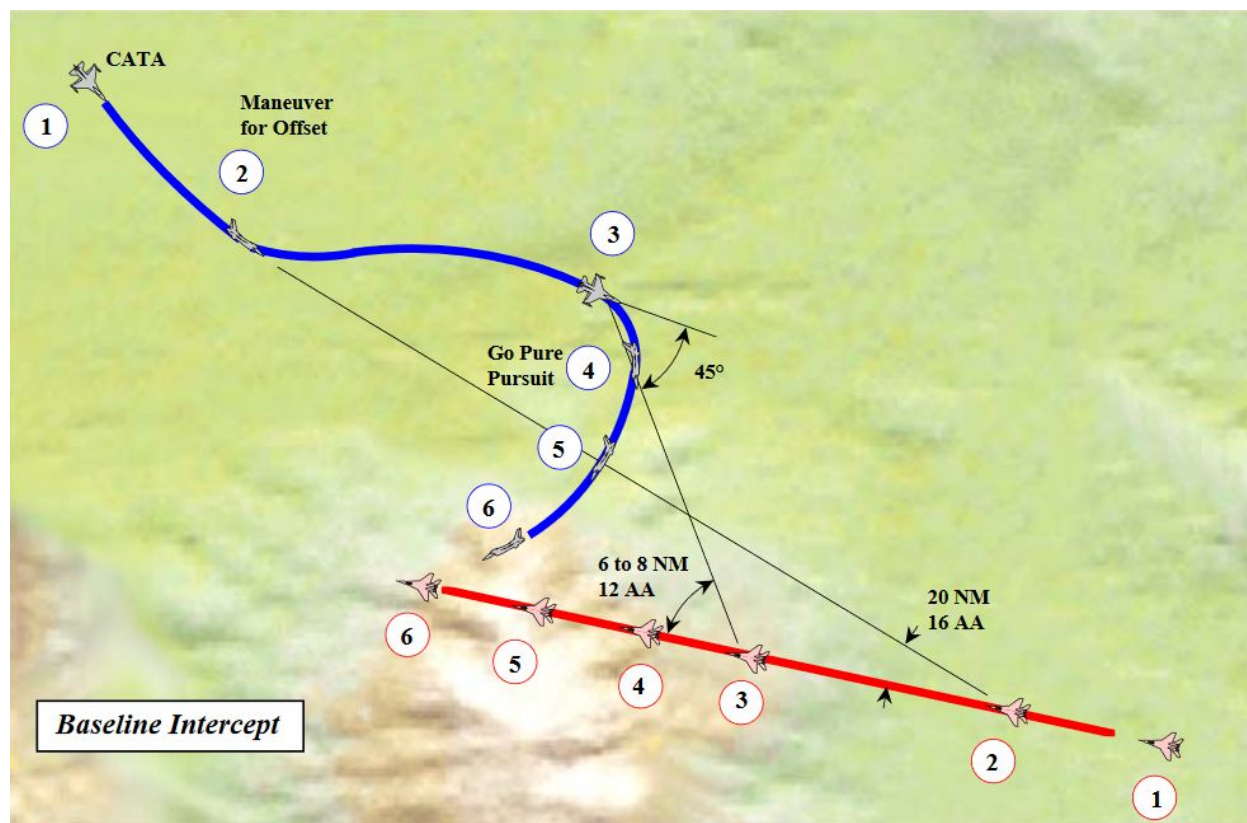 CATA
1
Maneuver
for Offset
2
3
Go Pure
Pursuit
4
45°
5
6
6 to 8 NM
12 AA
20 NM
16 AA
6
5
4
3
2
1
Baseline Intercept